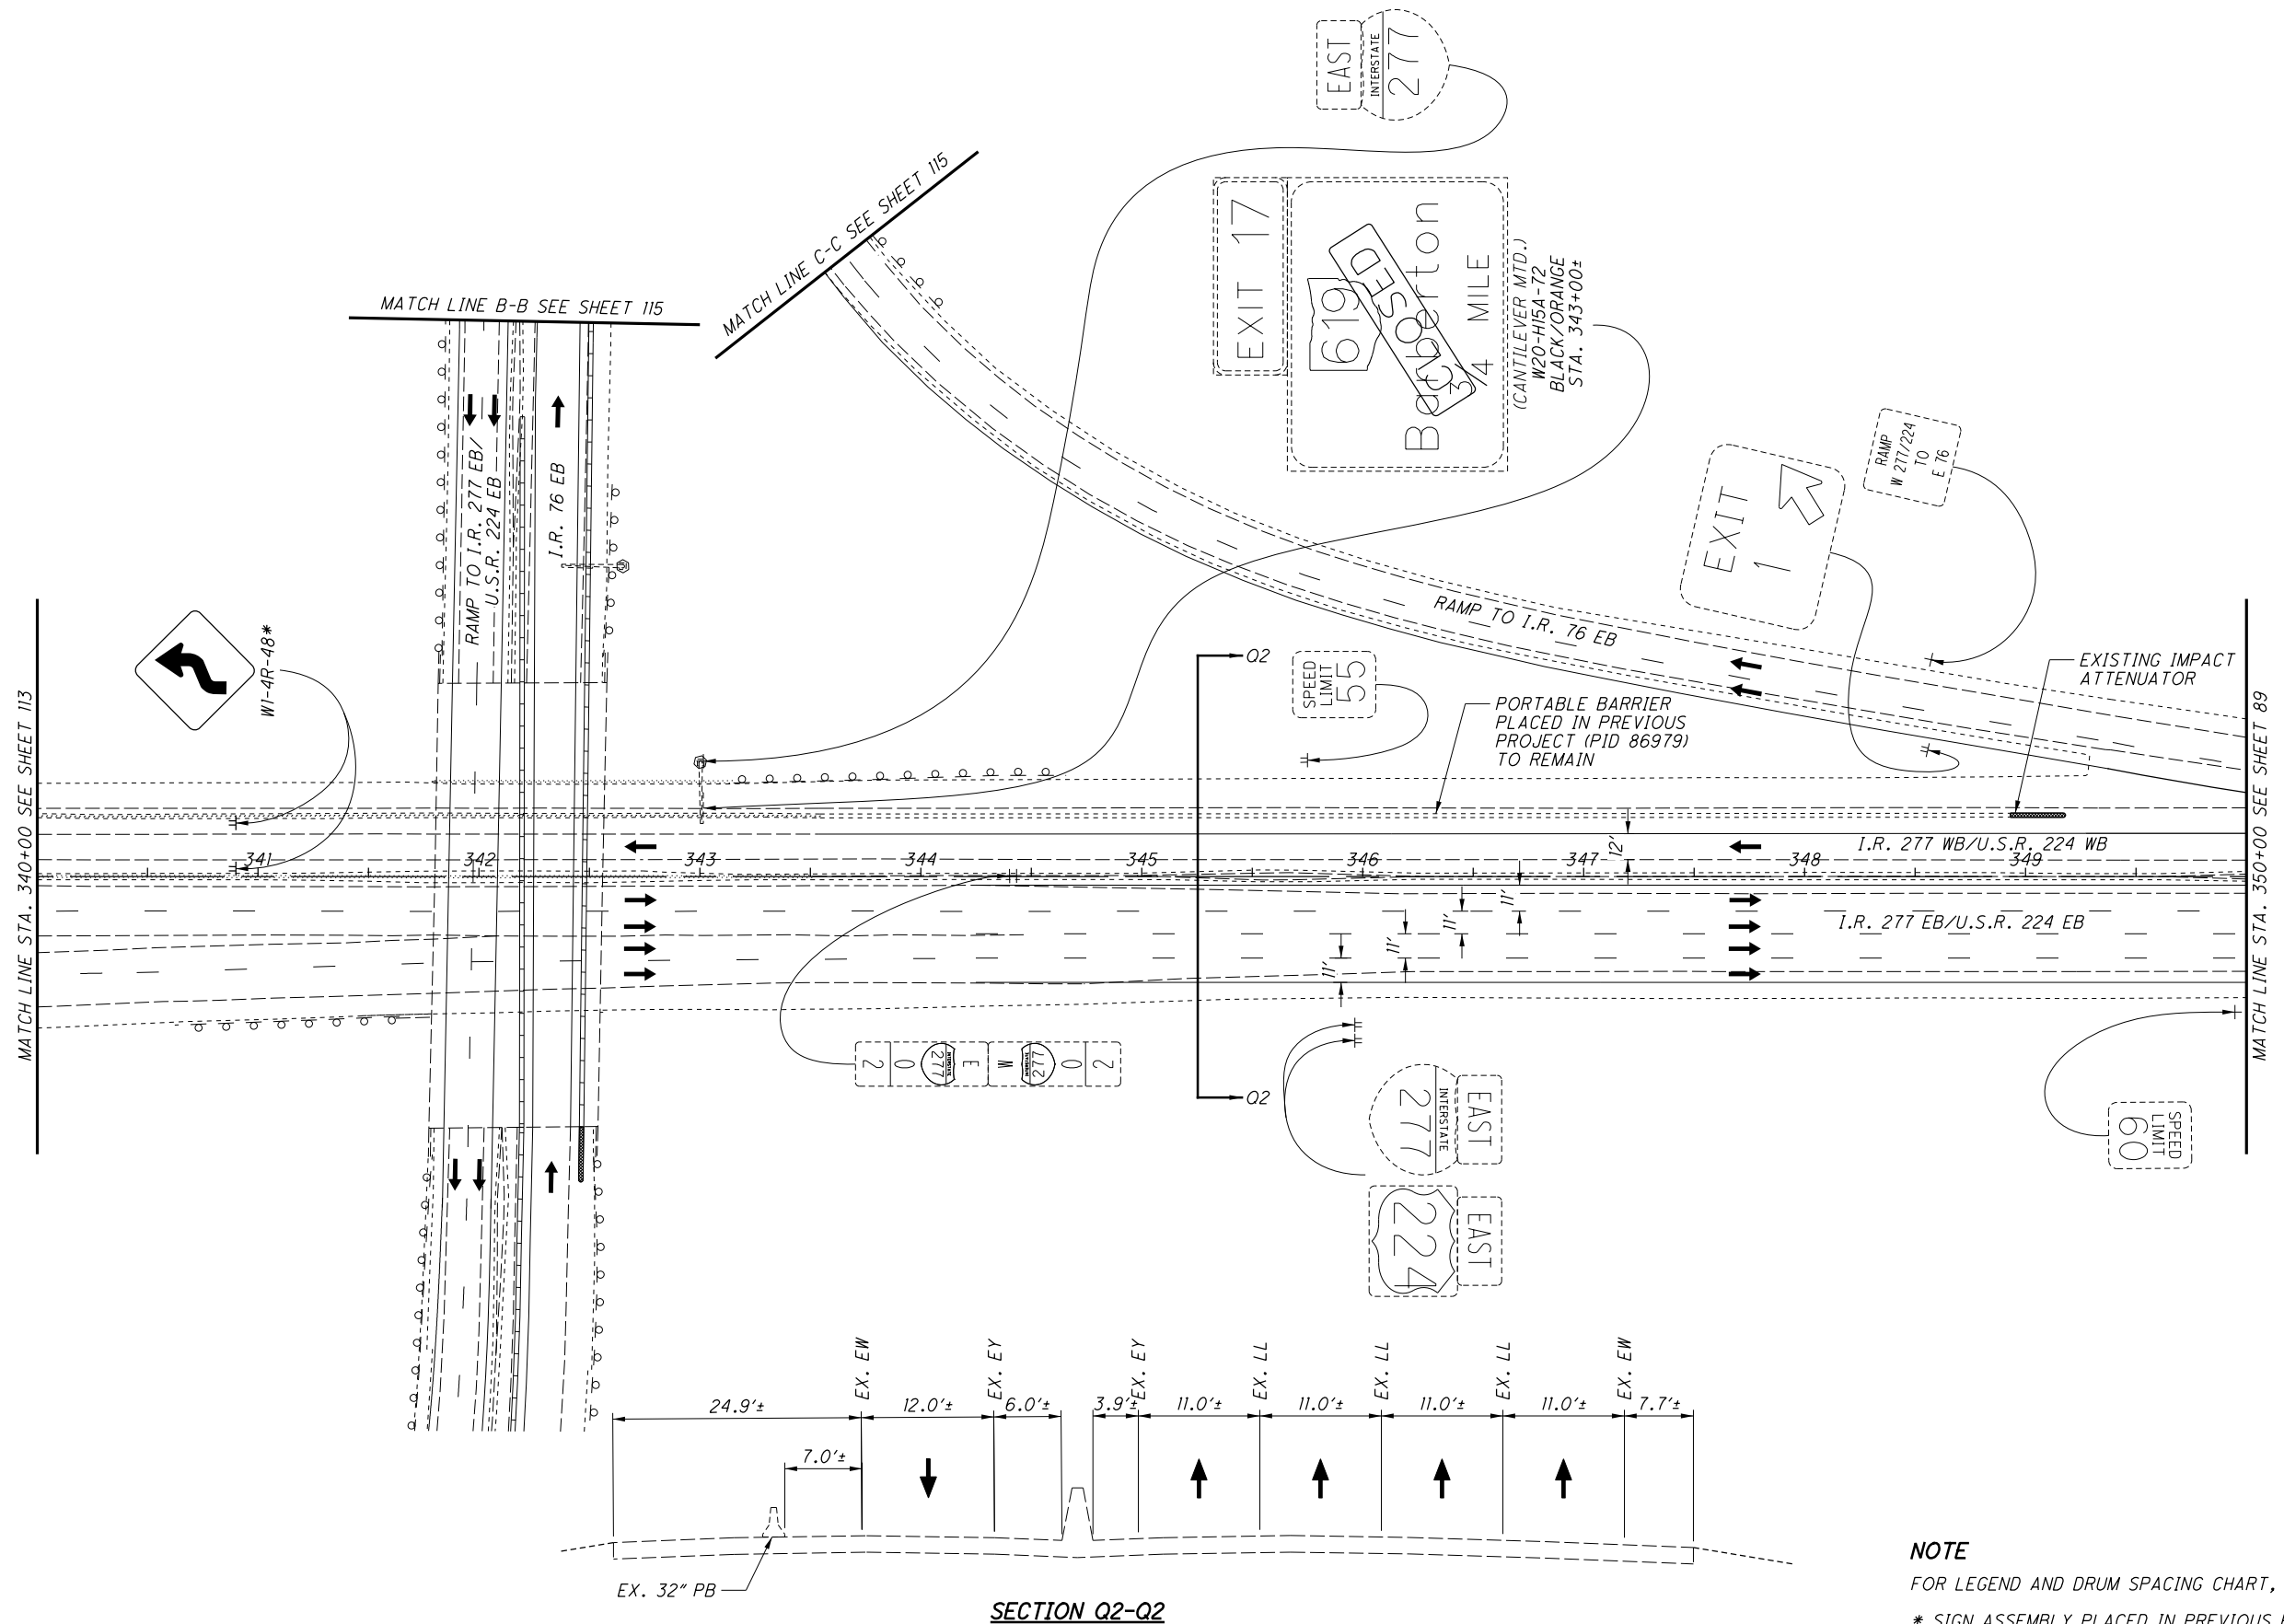 EAST
INTERSTATE
277
MATCH LINE C-C SEE SHEET 115
MATCH LINE B-B SEE SHEET 115
EXIT 17
619
Barberton
CLOSED
3/4 MILE
(CANTILEVER MTD.)
W20-H15A-72
BLACK/ORANGE
STA. 343+00±
RAMP
W 277/224
TO
E 76
EXIT
1
RAMP TO I.R. 277 EB/
U.S.R. 224 EB
I.R. 76 EB
RAMP TO I.R. 76 EB
W1-4R-48*
MATCH LINE STA. 340+00 SEE SHEET 113
Q2
SPEED
LIMIT
55
PORTABLE BARRIER
PLACED IN PREVIOUS
PROJECT (PID 86979)
TO REMAIN
EXISTING IMPACT
ATTENUATOR
MATCH LINE STA. 350+00 SEE SHEET 89
12'
I.R. 277 WB/U.S.R. 224 WB
341 342 343 344 345 346 347 348 349
11'
11'
11'
11'
I.R. 277 EB/U.S.R. 224 EB
2 0 INTERSTATE 277 E
W INTERSTATE 277 0 2
Q2
EAST
INTERSTATE
277
EAST
224
SPEED
LIMIT
60
EX. EW
EX. EY
EX. EY
EX. LL
EX. LL
EX. LL
EX. EW
24.9'± 12.0'± 6.0'± 3.9'± 11.0'± 11.0'± 11.0'± 11.0'± 7.7'±
7.0'±
EX. 32" PB
SECTION Q2-Q2
NOTE
FOR LEGEND AND DRUM SPACING CHART,
* SIGN ASSEMBLY PLACED IN PREVIOUS